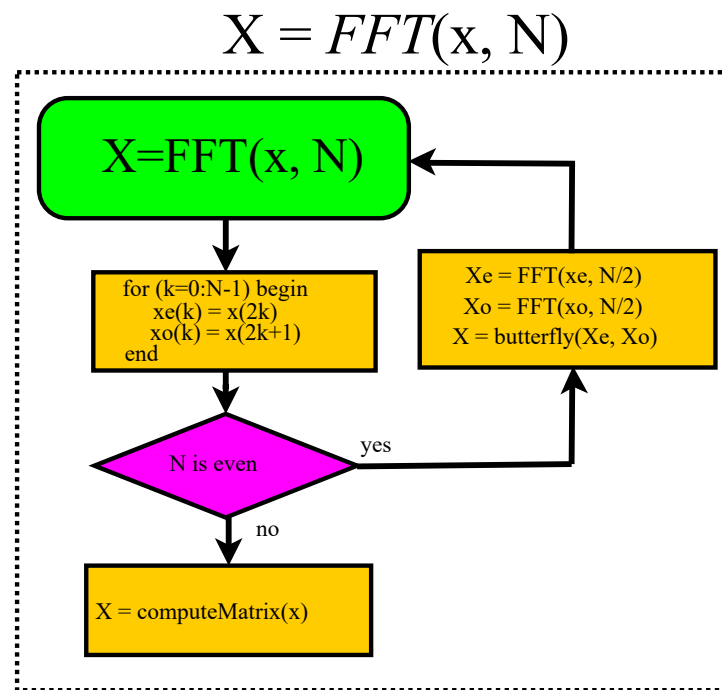 X = FFT(x, N)
X=FFT(x, N)
for (k=0:N-1) begin
xe(k) = x(2k)
xo(k) = x(2k+1)
end
Xe = FFT(xe, N/2)
Xo = FFT(xo, N/2)
X = butterfly(Xe, Xo)
N is even
yes
no
X = computeMatrix(x)